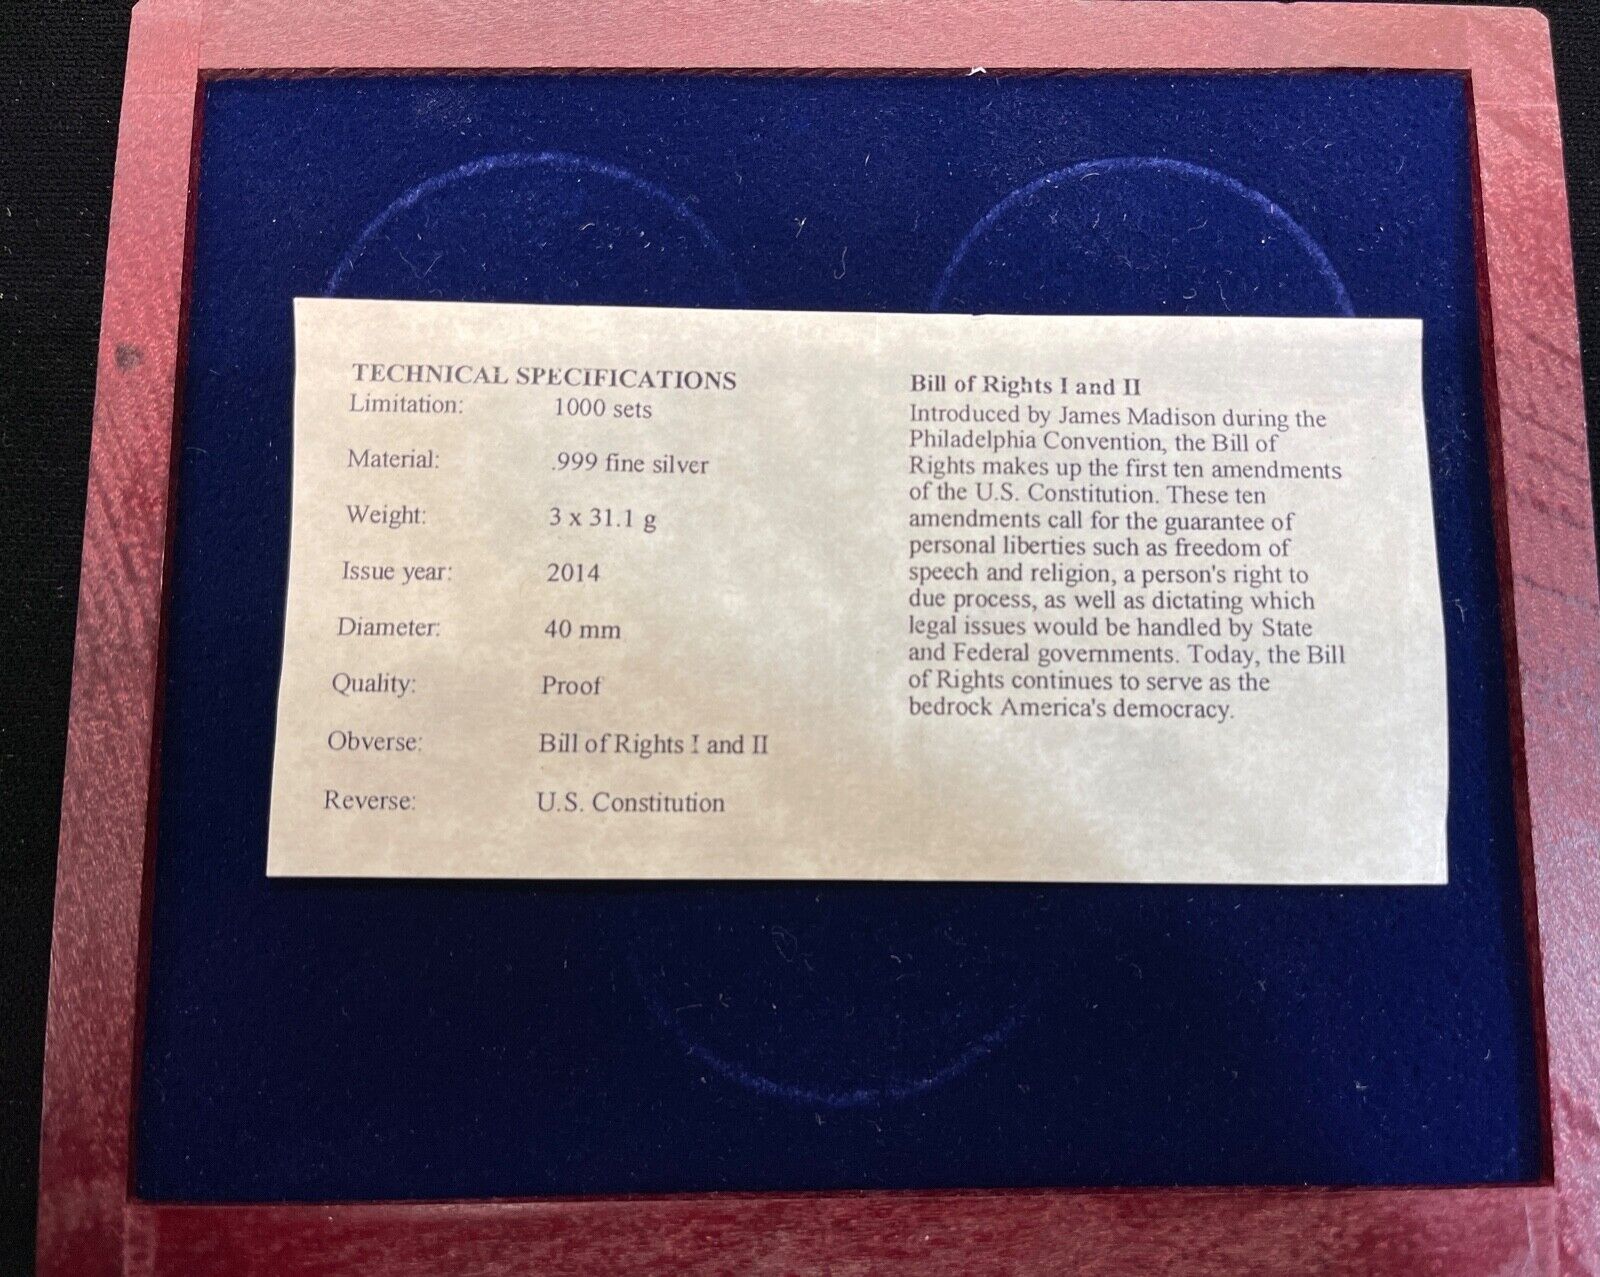 TECHNICAL SPECIFICATIONS
Limitation: 1000 sets
Material: .999 fine silver
Weight: 3 x 31.1 g
Issue year: 2014
Diameter: 40 mm
Quality: Proof
Obverse: Bill of Rights I and II
Reverse: U.S. Constitution
Bill of Rights I and II
Introduced by James Madison during the
Philadelphia Convention, the Bill of
Rights makes up the first ten amendments
of the U.S. Constitution. These ten
amendments call for the guarantee of
personal liberties such as freedom of
speech and religion, a person's right to
due process, as well as dictating which
legal issues would be handled by State
and Federal governments. Today, the Bill
of Rights continues to serve as the
bedrock America's democracy.